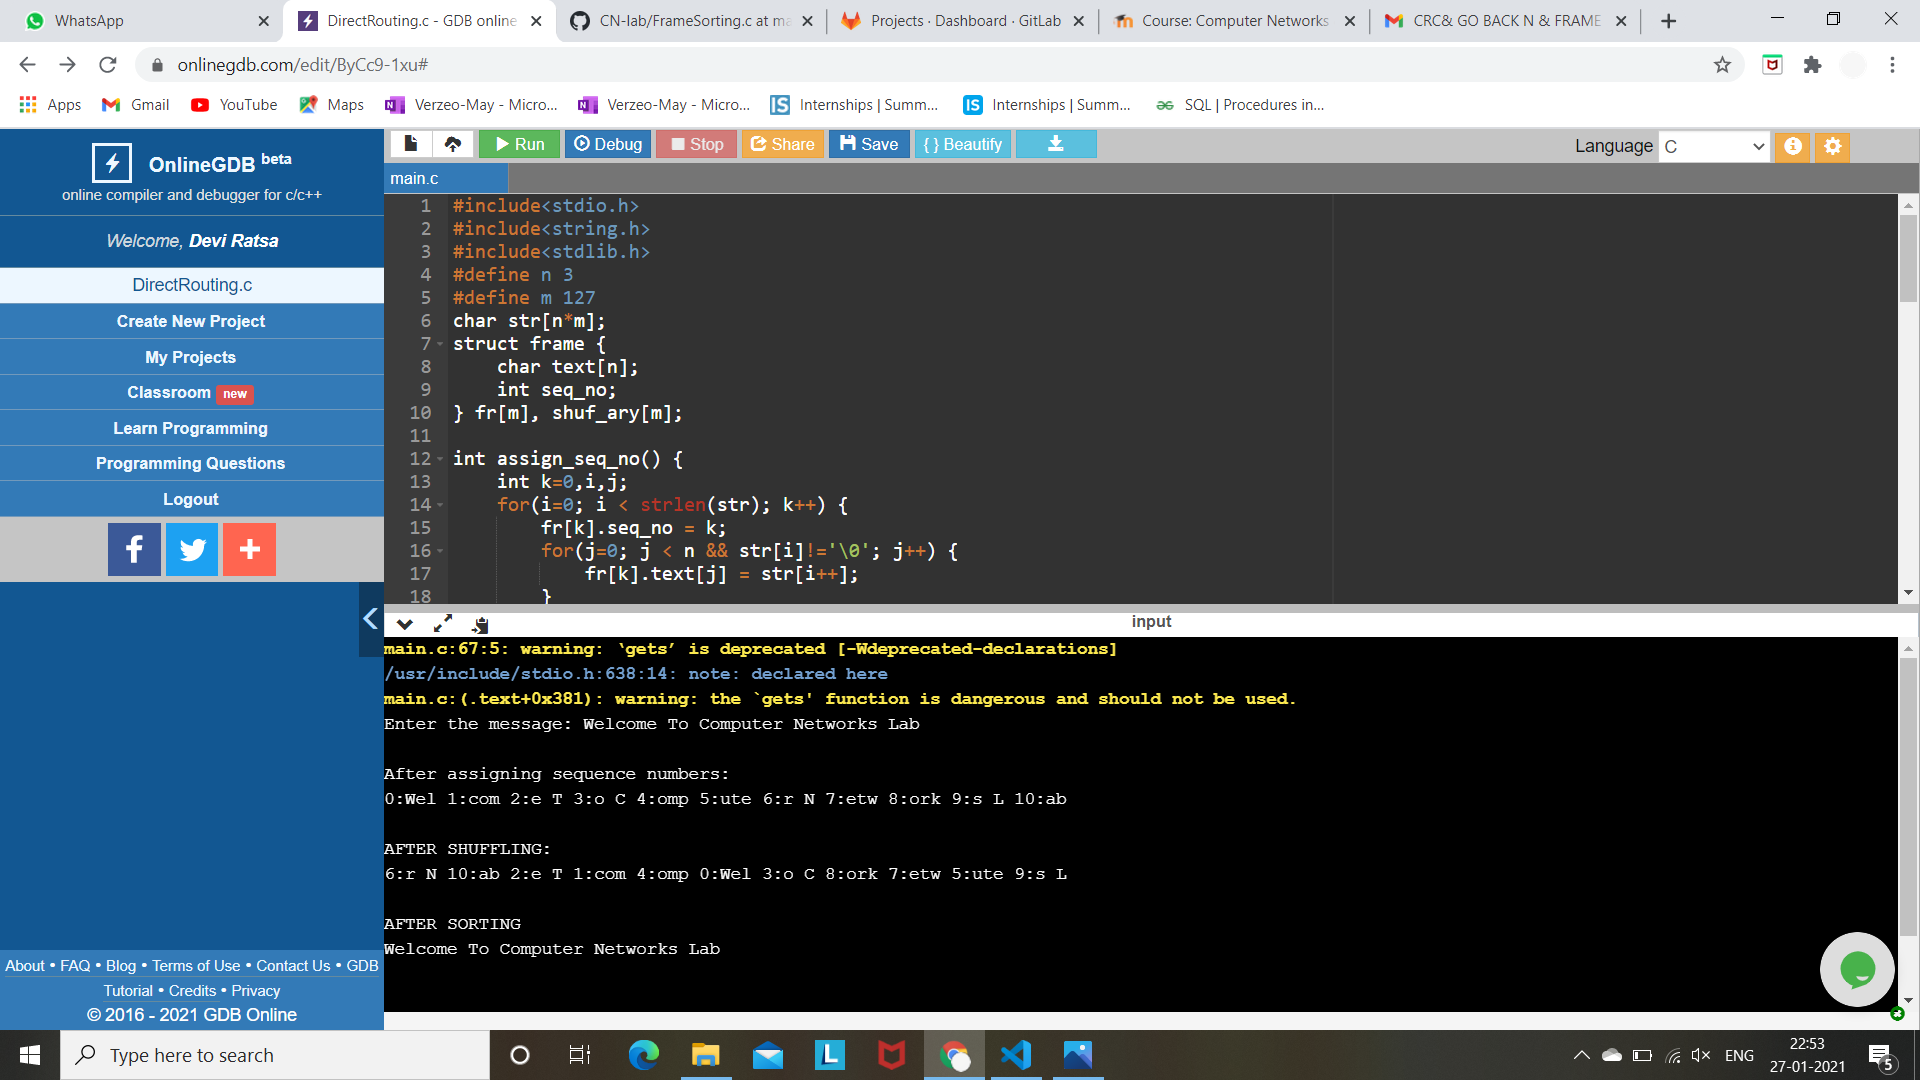 WhatsApp
DirectRouting.c - GDB online
CN-lab/FrameSorting.c at ma
Projects · Dashboard · GitLab
Course: Computer Networks
CRC& GO BACK N & FRAME
onlinegdb.com/edit/ByCc9-1xu#
Apps
Gmail
YouTube
Maps
Verzeo-May - Micro...
Verzeo-May - Micro...
Internships | Summ...
Internships | Summ...
SQL | Procedures in...
OnlineGDB beta
online compiler and debugger for c/c++
Welcome, Devi Ratsa
DirectRouting.c
Create New Project
My Projects
Classroom new
Learn Programming
Programming Questions
Logout
About • FAQ • Blog • Terms of Use • Contact Us • GDB
Tutorial • Credits • Privacy
© 2016 - 2021 GDB Online
Run
Debug
Stop
Share
Save
{ } Beautify
Language C
main.c
1 #include<stdio.h>
2 #include<string.h>
3 #include<stdlib.h>
4 #define n 3
5 #define m 127
6 char str[n*m];
7 struct frame {
8 char text[n];
9 int seq_no;
10 } fr[m], shuf_ary[m];
11
12 int assign_seq_no() {
13 int k=0,i,j;
14 for(i=0; i < strlen(str); k++) {
15 fr[k].seq_no = k;
16 for(j=0; j < n && str[i]!='\0'; j++) {
17 fr[k].text[j] = str[i++];
18 }
input
main.c:67:5: warning: ‘gets’ is deprecated [-Wdeprecated-declarations]
/usr/include/stdio.h:638:14: note: declared here
main.c:(.text+0x381): warning: the `gets' function is dangerous and should not be used.
Enter the message: Welcome To Computer Networks Lab
After assigning sequence numbers:
0:Wel 1:com 2:e T 3:o C 4:omp 5:ute 6:r N 7:etw 8:ork 9:s L 10:ab
AFTER SHUFFLING:
6:r N 10:ab 2:e T 1:com 4:omp 0:Wel 3:o C 8:ork 7:etw 5:ute 9:s L
AFTER SORTING
Welcome To Computer Networks Lab
Type here to search
L
ENG
22:53
27-01-2021
5